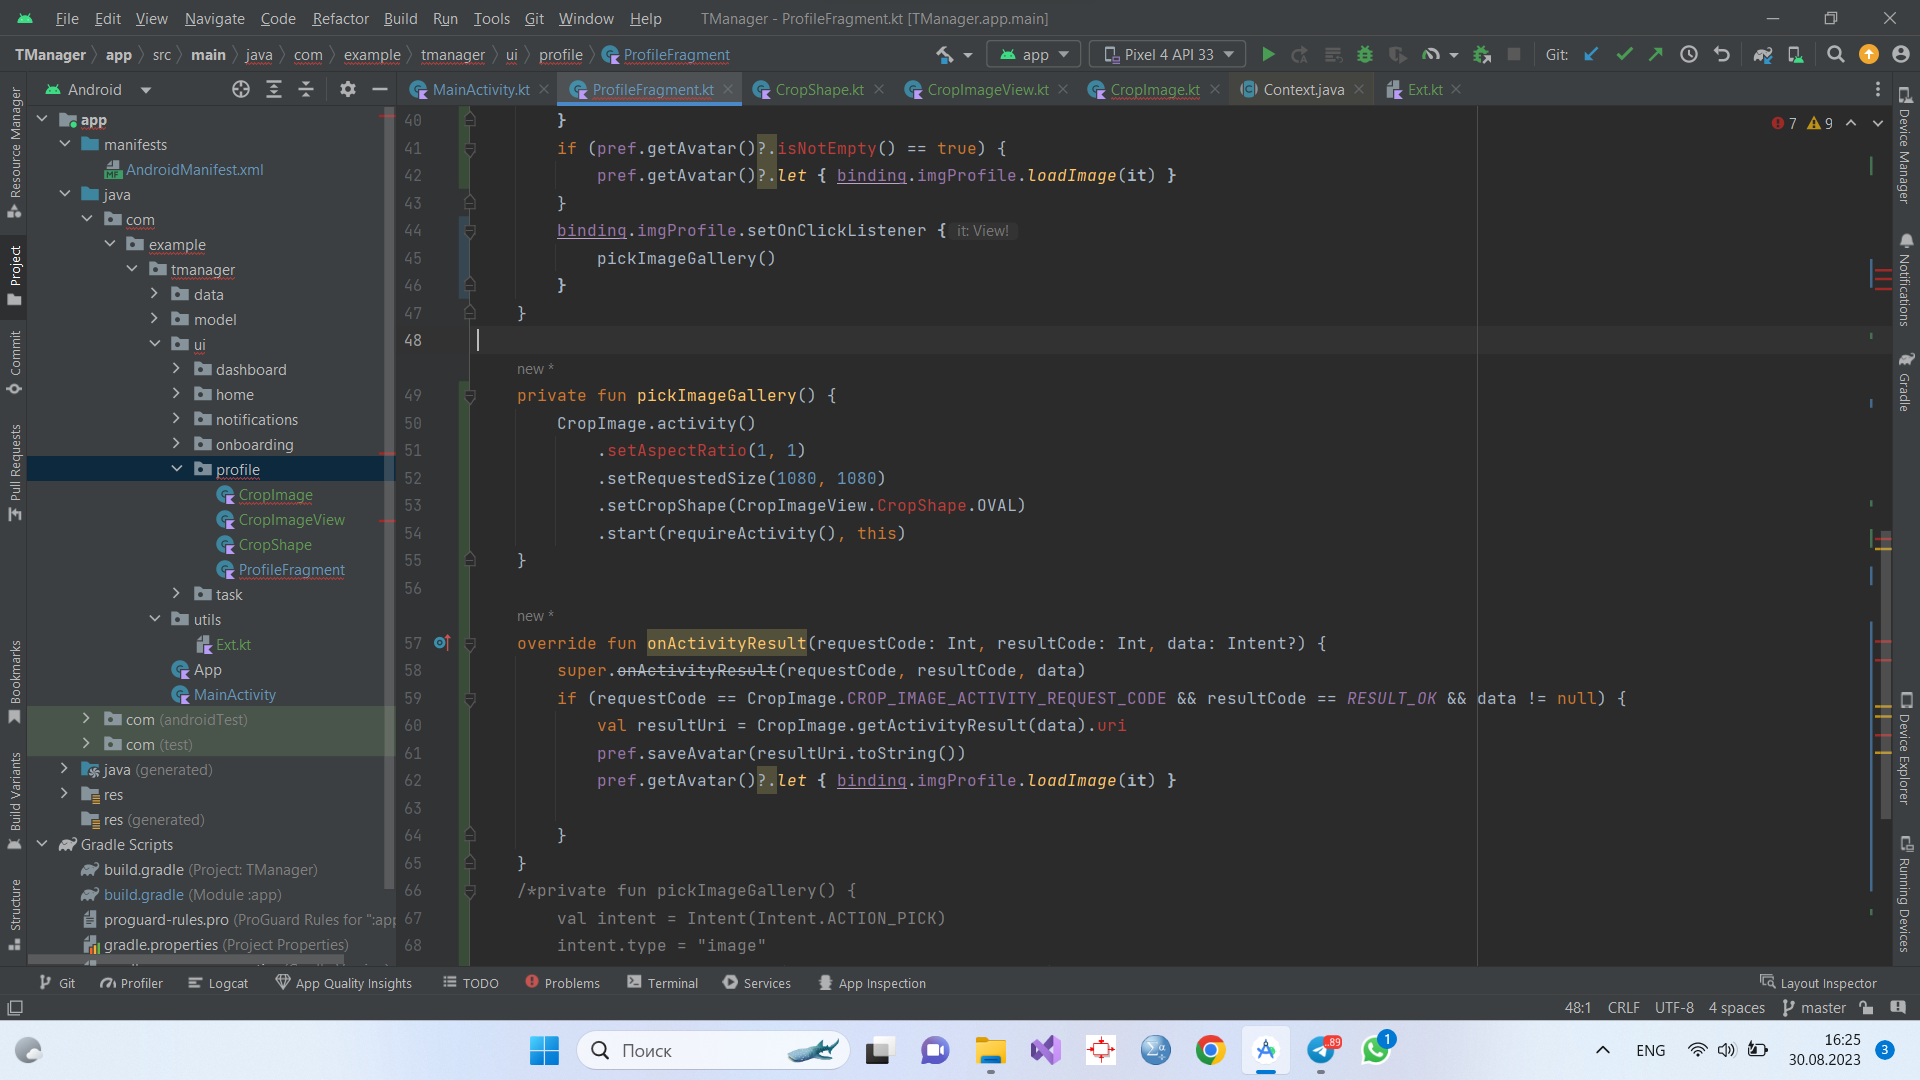 File Edit View Navigate Code Refactor Build Run Tools Git Window Help TManager - ProfileFragment.kt [TManager.app.main]
TManager app src main java com example tmanager ui profile ProfileFragment app Pixel 4 API 33 Git:
Android
MainActivity.kt ProfileFragment.kt CropShape.kt CropImageView.kt CropImage.kt Context.java Ext.kt
Resource Manager
Project
Commit
Pull Requests
Bookmarks
Build Variants
Structure
app
manifests
AndroidManifest.xml
java
com
example
tmanager
data
model
ui
dashboard
home
notifications
onboarding
profile
CropImage
CropImageView
CropShape
ProfileFragment
task
utils
Ext.kt
App
MainActivity
com (androidTest)
com (test)
java (generated)
res
res (generated)
Gradle Scripts
build.gradle (Project: TManager)
build.gradle (Module :app)
proguard-rules.pro (ProGuard Rules for ":app
gradle.properties (Project Properties)
7 9
40 }
41 if (pref.getAvatar()?.isNotEmpty() == true) {
42 pref.getAvatar()?.let { binding.imgProfile.loadImage(it) }
43 }
44 binding.imgProfile.setOnClickListener { it: View!
45 pickImageGallery()
46 }
47 }
48
new *
49 private fun pickImageGallery() {
50 CropImage.activity()
51 .setAspectRatio(1, 1)
52 .setRequestedSize(1080, 1080)
53 .setCropShape(CropImageView.CropShape.OVAL)
54 .start(requireActivity(), this)
55 }
56
new *
57 override fun onActivityResult(requestCode: Int, resultCode: Int, data: Intent?) {
58 super.onActivityResult(requestCode, resultCode, data)
59 if (requestCode == CropImage.CROP_IMAGE_ACTIVITY_REQUEST_CODE && resultCode == RESULT_OK && data != null) {
60 val resultUri = CropImage.getActivityResult(data).uri
61 pref.saveAvatar(resultUri.toString())
62 pref.getAvatar()?.let { binding.imgProfile.loadImage(it) }
63
64 }
65 }
66 /*private fun pickImageGallery() {
67 val intent = Intent(Intent.ACTION_PICK)
68 intent.type = "image"
Device Manager
Notifications
Gradle
Device Explorer
Running Devices
Git Profiler Logcat App Quality Insights TODO Problems Terminal Services App Inspection Layout Inspector
48:1 CRLF UTF-8 4 spaces master
Поиск
89
1
ENG
16:25
30.08.2023
3